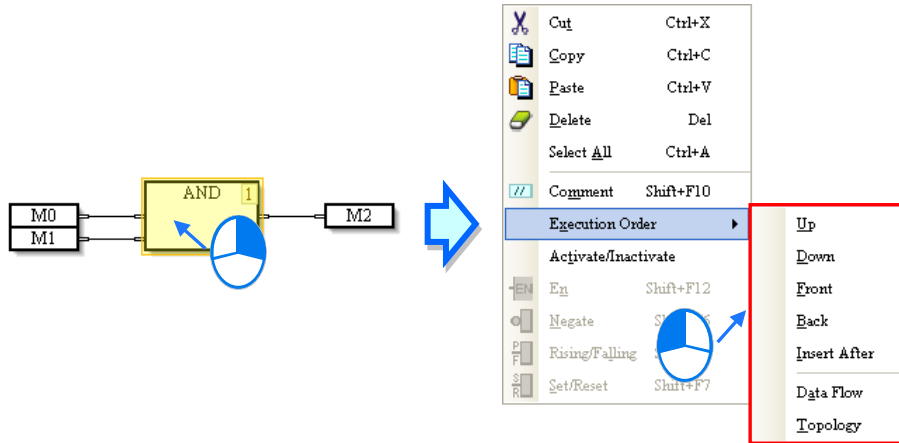 Cut Ctrl+X
Copy Ctrl+C
Paste Ctrl+V
Delete Del
Select All Ctrl+A
// Comment Shift+F10
Execution Order
Activate/Inactivate
EN En Shift+F12
Negate
P F Rising/Falling
S R Set/Reset Shift+F7
AND 1
M0
M1
M2
Up
Down
Front
Back
Insert After
Data Flow
Topology